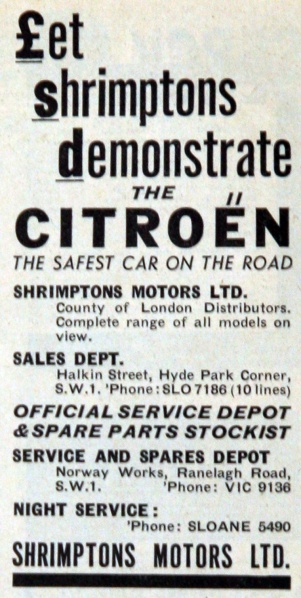 £et
shrimptons
demonstrate
THE
CITROËN
THE SAFEST CAR ON THE ROAD
SHRIMPTONS MOTORS LTD.
County of London Distributors.
Complete range of all models on
view.
SALES DEPT.
Halkin Street, Hyde Park Corner,
S.W.1. 'Phone: SLO 7186 (10 lines)
OFFICIAL SERVICE DEPOT
& SPARE PARTS STOCKIST
SERVICE AND SPARES DEPOT
Norway Works, Ranelagh Road,
S.W.1. 'Phone: VIC 9136
NIGHT SERVICE:
'Phone: SLOANE 5490
SHRIMPTONS MOTORS LTD.